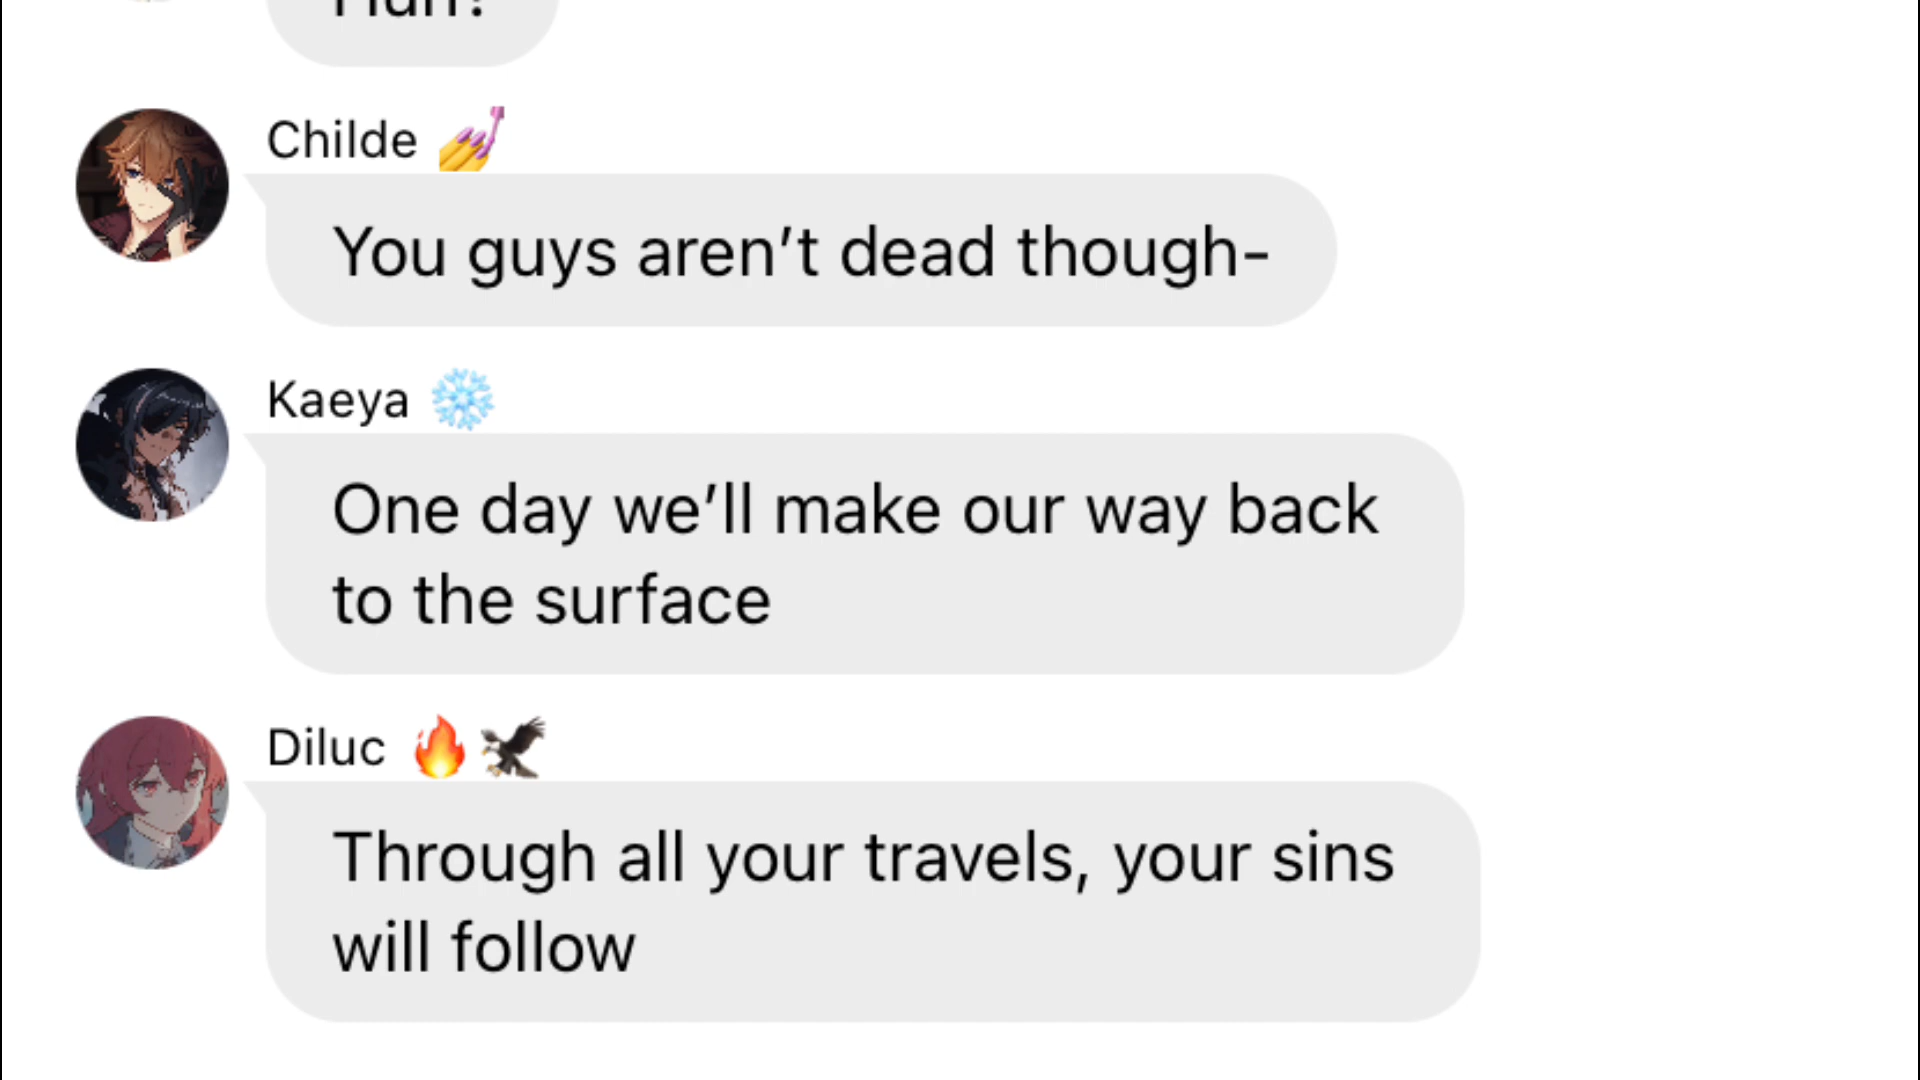 Huh?
Childe 💅
You guys aren’t dead though-
Kaeya ❄️
One day we’ll make our way back
to the surface
Diluc 🔥🦅
Through all your travels, your sins
will follow